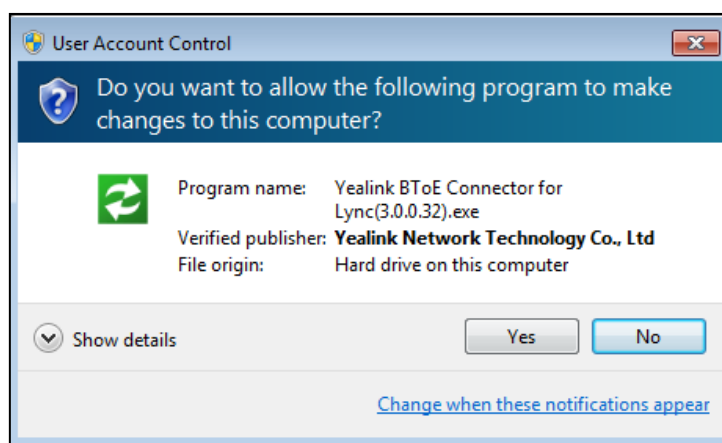 User Account Control
Do you want to allow the following program to make
changes to this computer?
Program name: Yealink BToE Connector for
Lync(3.0.0.32).exe
Verified publisher: Yealink Network Technology Co., Ltd
File origin: Hard drive on this computer
Show details Yes No
Change when these notifications appear